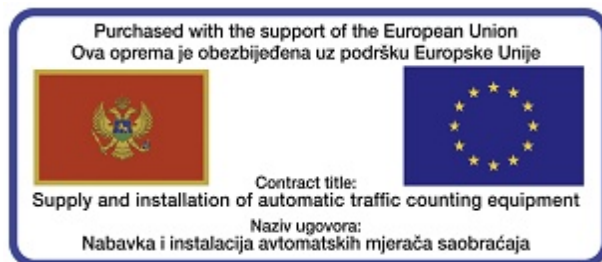 Purchased with the support of the European Union
Ova oprema je obezbijeđena uz podršku Europske Unije
Contract title:
Supply and installation of automatic traffic counting equipment
Naziv ugovora:
Nabavka i instalacija avtomatskih mjerača saobraćaja